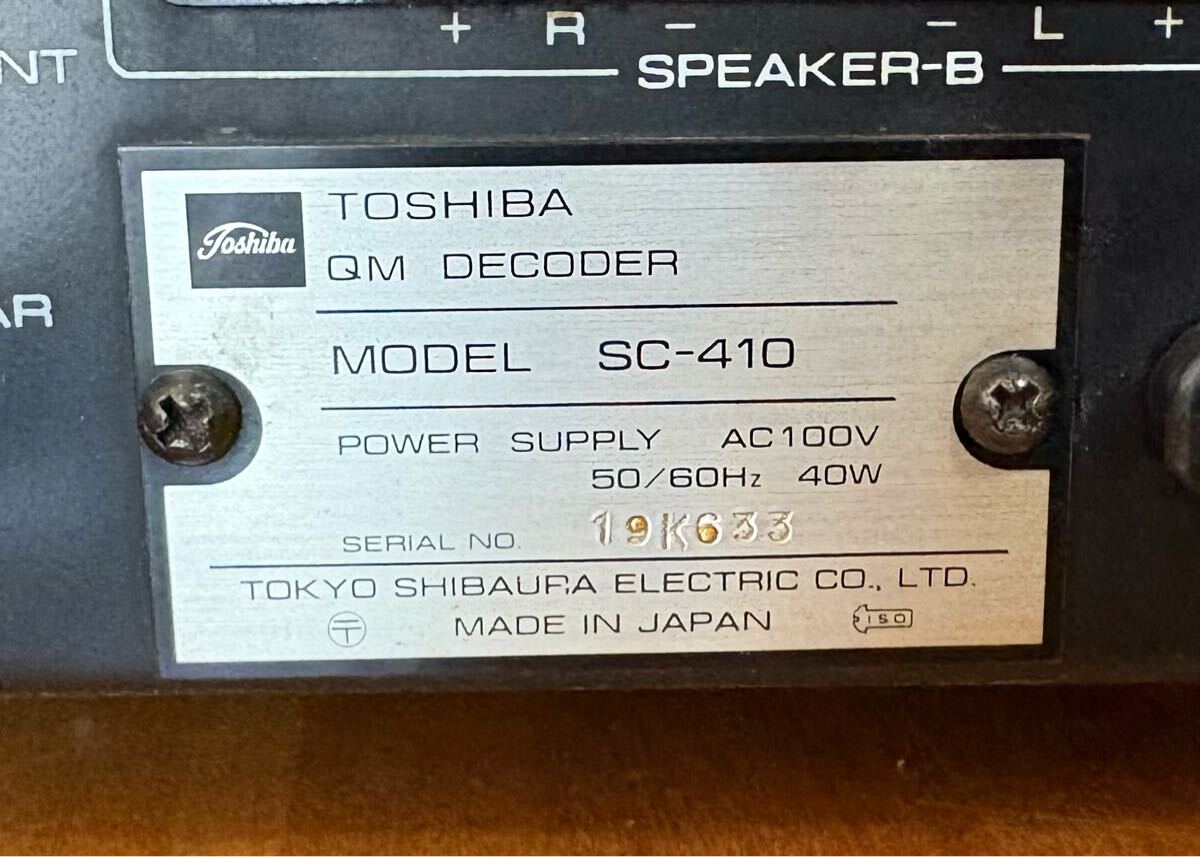 + R - - L +
NT
SPEAKER-B
Toshiba
TOSHIBA
QM DECODER
AR
MODEL SC-410
POWER SUPPLY AC100V
50/60Hz 40W
SERIAL NO. 19K633
TOKYO SHIBAURA ELECTRIC CO., LTD.
〒 MADE IN JAPAN ISO